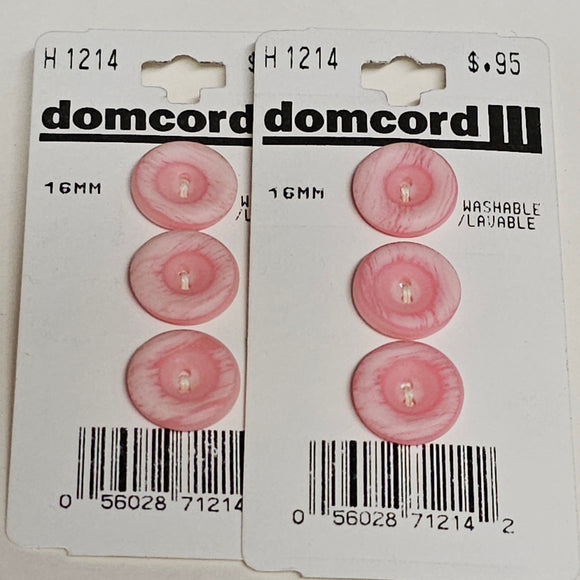 H 1214 $
domcord
16MM
W
/L
0 56028 71214
H 1214 $.95
domcord
16MM
WASHABLE
/LAVABLE
0 56028 71214 2